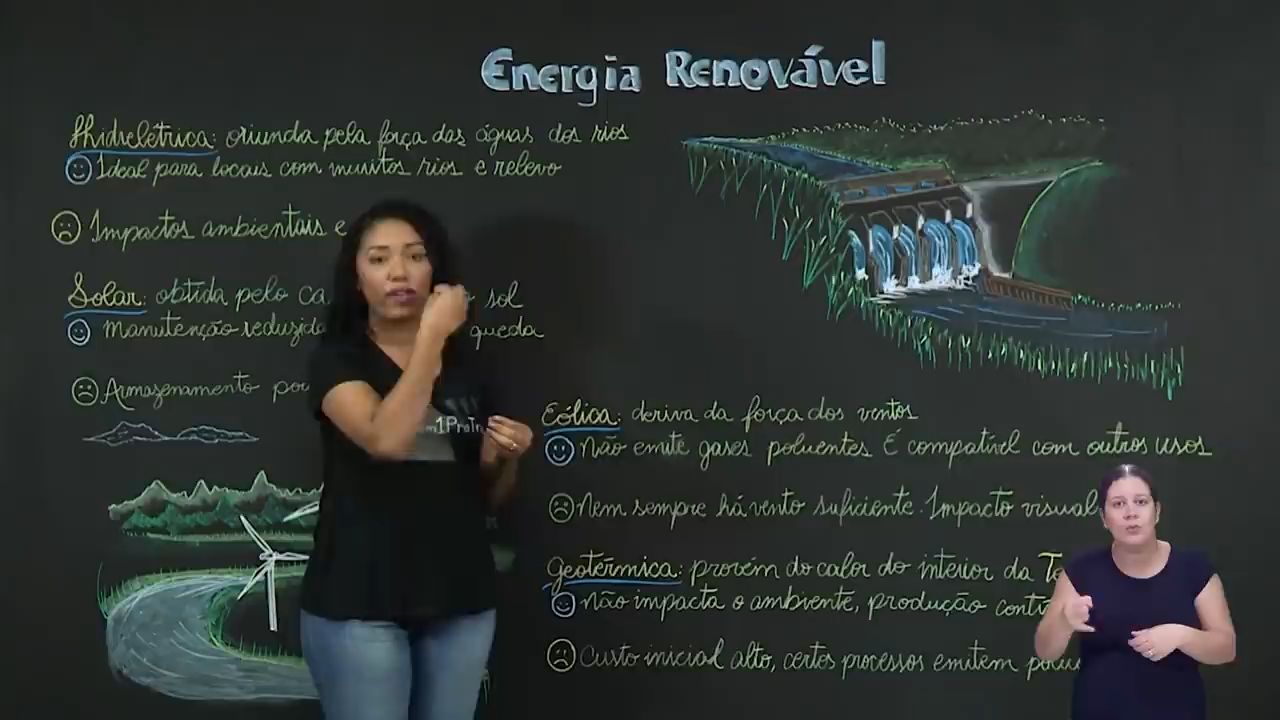 Energia Renovável
Hidrelétrica: oriunda pela força das águas dos rios
Ideal para locais com muitos rios e relevo
Impactos ambientais e
Solar: obtida pelo sol
Manutenção reduzida queda
Armazenamento
Eólica: deriva da força dos ventos
Não emite gases poluentes É compatível com outros usos
Nem sempre há vento suficiente. Impacto visual
Geotérmica: provém do calor do interior da
não impacta o ambiente, produção
Custo inicial alto, certos processos emitem